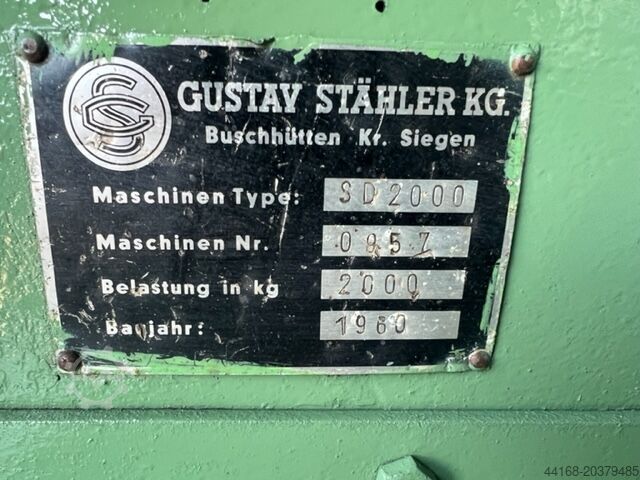 GUSTAV STÄHLER KG.
Buschhütten Kr. Siegen
Maschinen Type: SD2000
Maschinen Nr. 0857
Belastung in kg 2000
Baujahr: 1960
44168-20379485